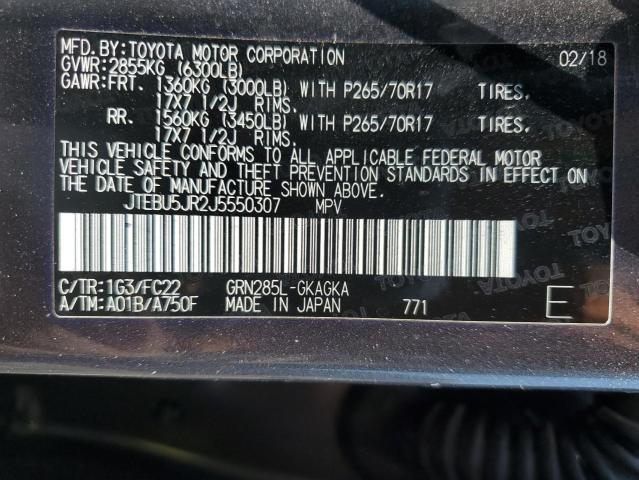 MFD. BY: TOYOTA MOTOR CORPORATION 02/18
GVWR: 2855KG (6300LB)
GAWR: FRT. 1360KG (3000LB) WITH P265/70R17 TIRES,
17X7 1/2J RIMS.
RR. 1560KG (3450LB) WITH P265/70R17 TIRES,
17X7 1/2J RIMS.
THIS VEHICLE CONFORMS TO ALL APPLICABLE FEDERAL MOTOR
VEHICLE SAFETY AND THEFT PREVENTION STANDARDS IN EFFECT ON
THE DATE OF MANUFACTURE SHOWN ABOVE.
JTEBU5JR2J5550307 MPV
C/TR: 1G3/FC22 GRN285L-GKAGKA
A/TM: A01B/A750F MADE IN JAPAN 771 E